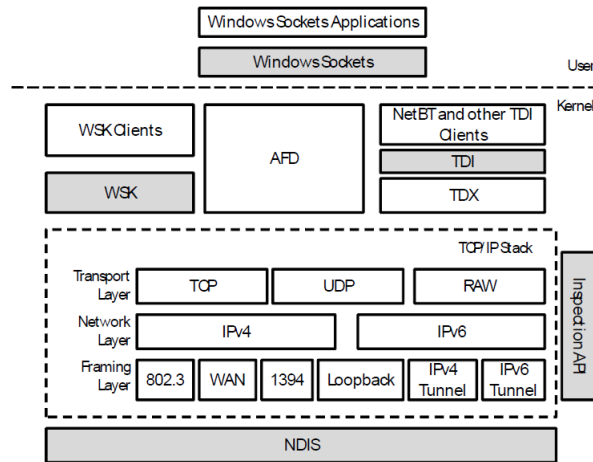 Windows Sockets Applications
Windows Sockets
User
Kernel
WSK Clients
AFD
NetBT and other TDI
Clients
TDI
WSK
TDX
TCP/IP Stack
Transport
Layer
TCP
UDP
RAW
Network
Layer
IPv4
IPv6
Framing
Layer
802.3
WAN
1394
Loopback
IPv4
Tunnel
IPv6
Tunnel
Inspection API
NDIS